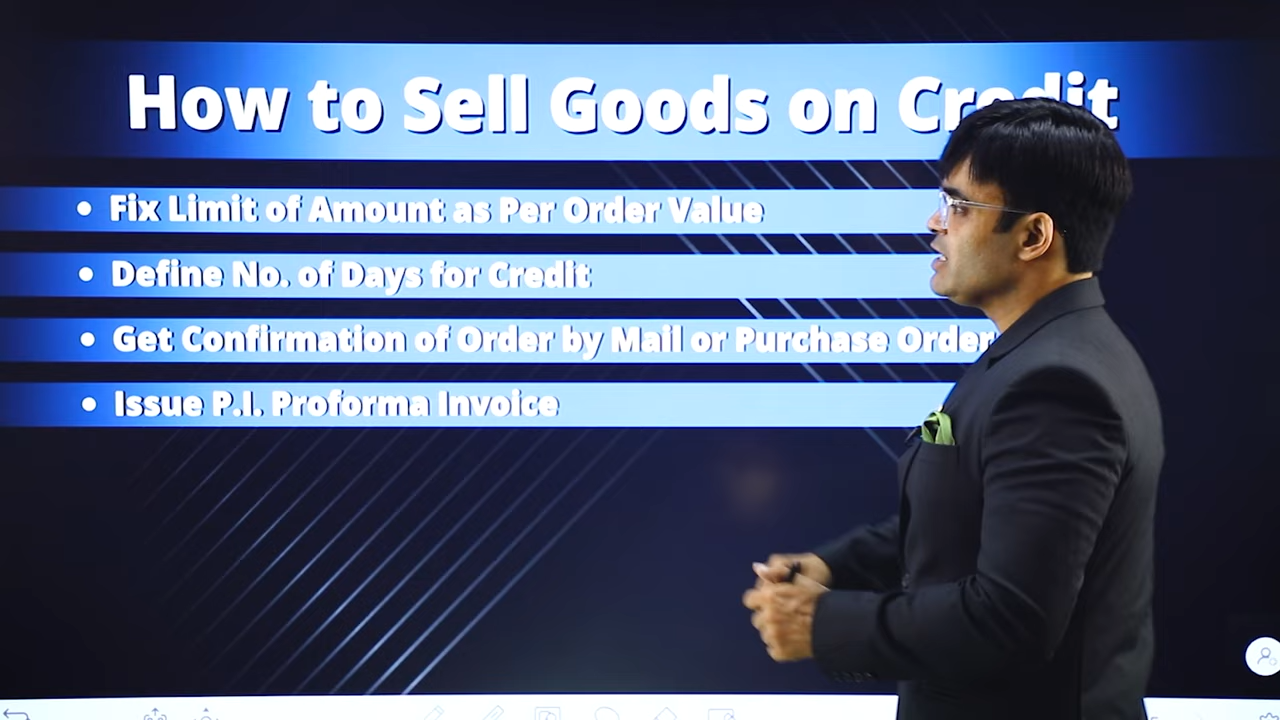 How to Sell Goods on Credit
• Fix Limit of Amount as Per Order Value
• Define No. of Days for Credit
• Get Confirmation of Order by Mail or Purchase Order
• Issue P.I. Proforma Invoice